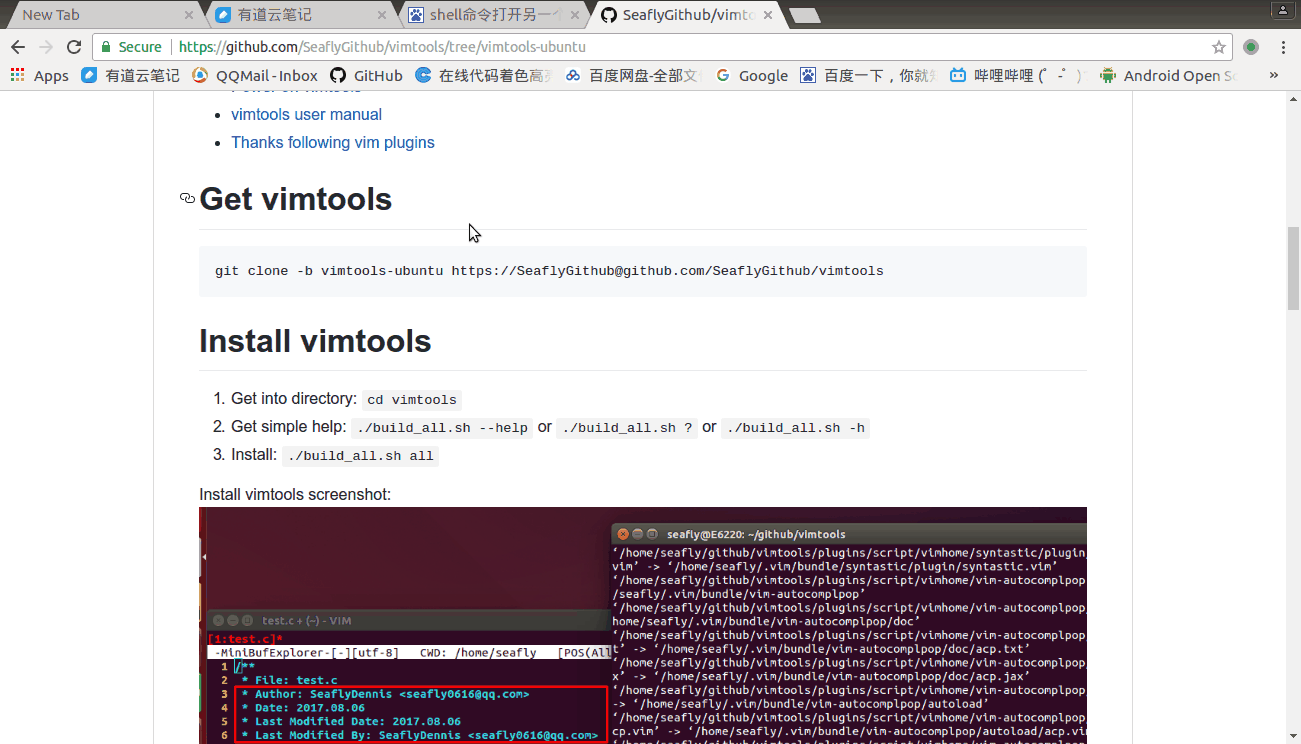 New Tab
有道云笔记
shell命令打开另一个
SeaflyGithub/vimto
Secure
https://github.com/SeaflyGithub/vimtools/tree/vimtools-ubuntu
Apps
有道云笔记
QQMail - Inbox
GitHub
在线代码着色高亮
百度网盘-全部文
Google
百度一下，你就知
哔哩哔哩 (゜-゜)
Android Open So
»
vimtools user manual
Thanks following vim plugins
Get vimtools
git clone -b vimtools-ubuntu https://SeaflyGithub@github.com/SeaflyGithub/vimtools
Install vimtools
1. Get into directory: cd vimtools
2. Get simple help: ./build_all.sh --help or ./build_all.sh ? or ./build_all.sh -h
3. Install: ./build_all.sh all
Install vimtools screenshot:
seafly@E6220: ~/github/vimtools
‘/home/seafly/github/vimtools/plugins/script/vimhome/syntastic/plugin/
vim’ -> ‘/home/seafly/.vim/bundle/syntastic/plugin/syntastic.vim’
‘/home/seafly/github/vimtools/plugins/script/vimhome/vim-autocomplpop
/seafly/.vim/bundle/vim-autocomplpop’
‘/home/seafly/github/vimtools/plugins/script/vimhome/vim-autocomplpop/
home/seafly/.vim/bundle/vim-autocomplpop/doc’
‘/home/seafly/github/vimtools/plugins/script/vimhome/vim-autocomplpop/
t’ -> ‘/home/seafly/.vim/bundle/vim-autocomplpop/doc/acp.txt’
‘/home/seafly/github/vimtools/plugins/script/vimhome/vim-autocomplpop/
x’ -> ‘/home/seafly/.vim/bundle/vim-autocomplpop/doc/acp.jax’
‘/home/seafly/github/vimtools/plugins/script/vimhome/vim-autocomplpop/
-> ‘/home/seafly/.vim/bundle/vim-autocomplpop/autoload’
‘/home/seafly/github/vimtools/plugins/script/vimhome/vim-autocomplpop/
cp.vim’ -> ‘/home/seafly/.vim/bundle/vim-autocomplpop/autoload/acp.vim
test.c + (~) - VIM
[1:test.c]*
-MiniBufExplorer-[-][utf-8] CWD: /home/seafly [POS(All
1 /**
2 * File: test.c
3 * Author: SeaflyDennis <seafly0616@qq.com>
4 * Date: 2017.08.06
5 * Last Modified Date: 2017.08.06
6 * Last Modified By: SeaflyDennis <seafly0616@qq.com>